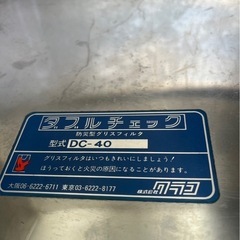 ダブルチェック
防災型グリスフィルタ
型式 DC-40
グリスフィルタはいつもきれいにしましょう!
ほうっておくと火災の原因になることがあります。
大阪06-6222-6711 東京03-6222-8177
株式会社 クラコ